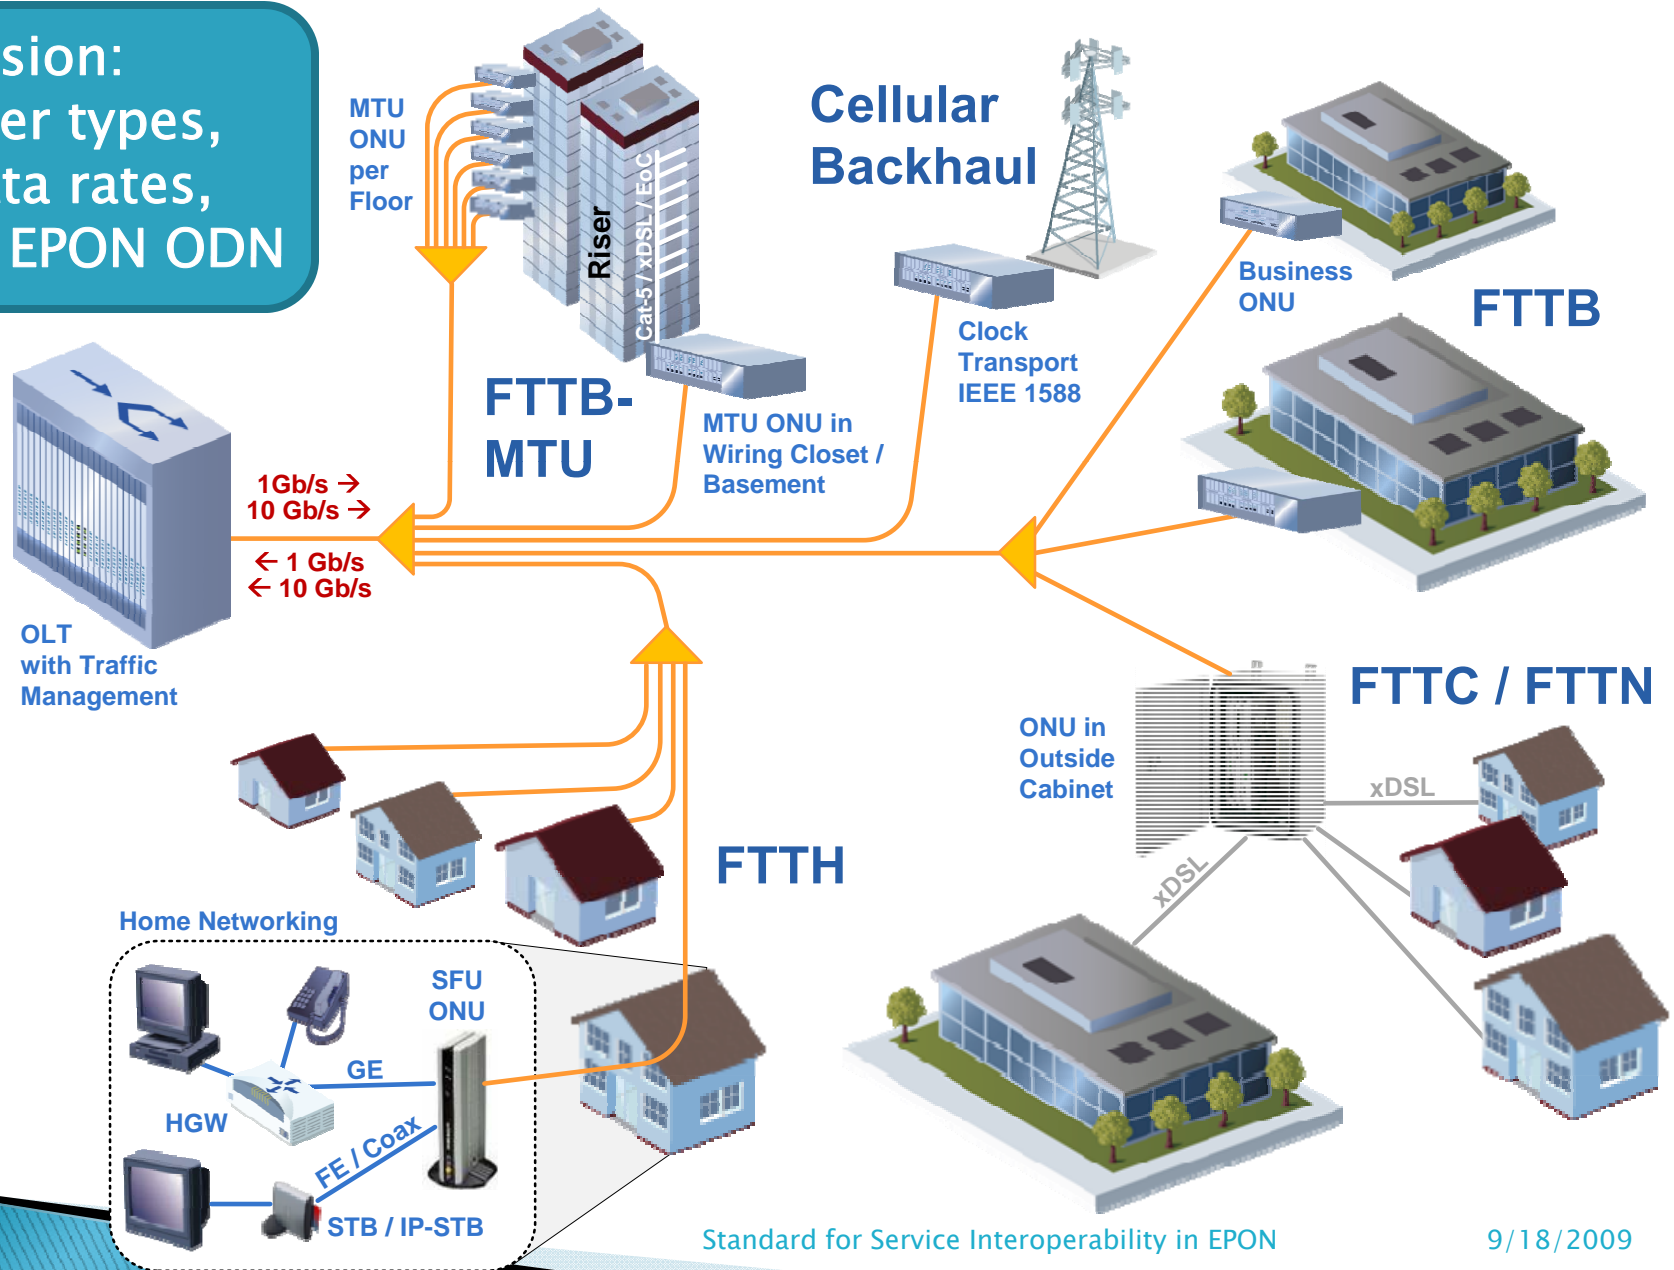 sion:
er types,
ta rates,
EPON ODN
MTU
ONU
per
Floor
Riser
Cat-5 / xDSL / EoC
Cellular
Backhaul
Clock
Transport
IEEE 1588
Business
ONU
FTTB
FTTB-
MTU
MTU ONU in
Wiring Closet /
Basement
1Gb/s →
10 Gb/s →
← 1 Gb/s
← 10 Gb/s
OLT
with Traffic
Management
FTTC / FTTN
ONU in
Outside
Cabinet
xDSL
xDSL
FTTH
Home Networking
SFU
ONU
GE
HGW
FE / Coax
STB / IP-STB
Standard for Service Interoperability in EPON
9/18/2009